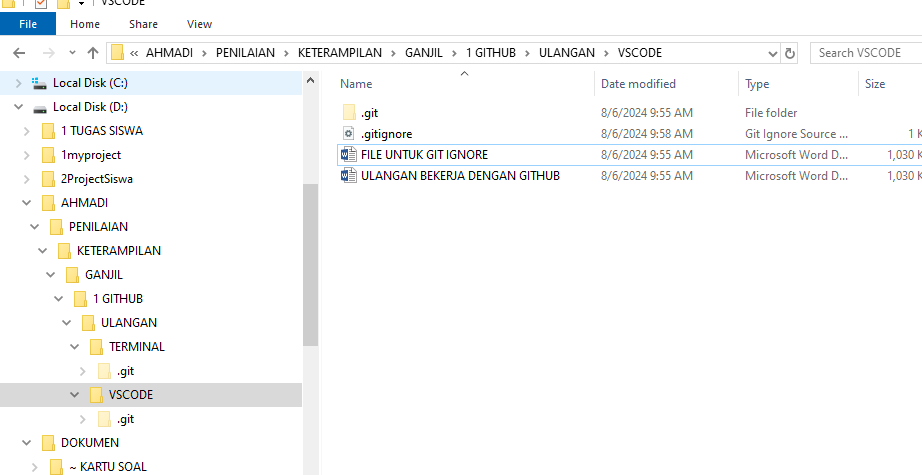 VSCODE
File Home Share View
« AHMADI > PENILAIAN > KETERAMPILAN > GANJIL > 1 GITHUB > ULANGAN > VSCODE
Search VSCODE
Local Disk (C:)
Local Disk (D:)
1 TUGAS SISWA
1myproject
2ProjectSiswa
AHMADI
PENILAIAN
KETERAMPILAN
GANJIL
1 GITHUB
ULANGAN
TERMINAL
.git
VSCODE
.git
DOKUMEN
~ KARTU SOAL
Name Date modified Type Size
.git 8/6/2024 9:55 AM File folder
.gitignore 8/6/2024 9:58 AM Git Ignore Source ... 1 K
FILE UNTUK GIT IGNORE 8/6/2024 9:55 AM Microsoft Word D... 1,030 K
ULANGAN BEKERJA DENGAN GITHUB 8/6/2024 9:55 AM Microsoft Word D... 1,030 K